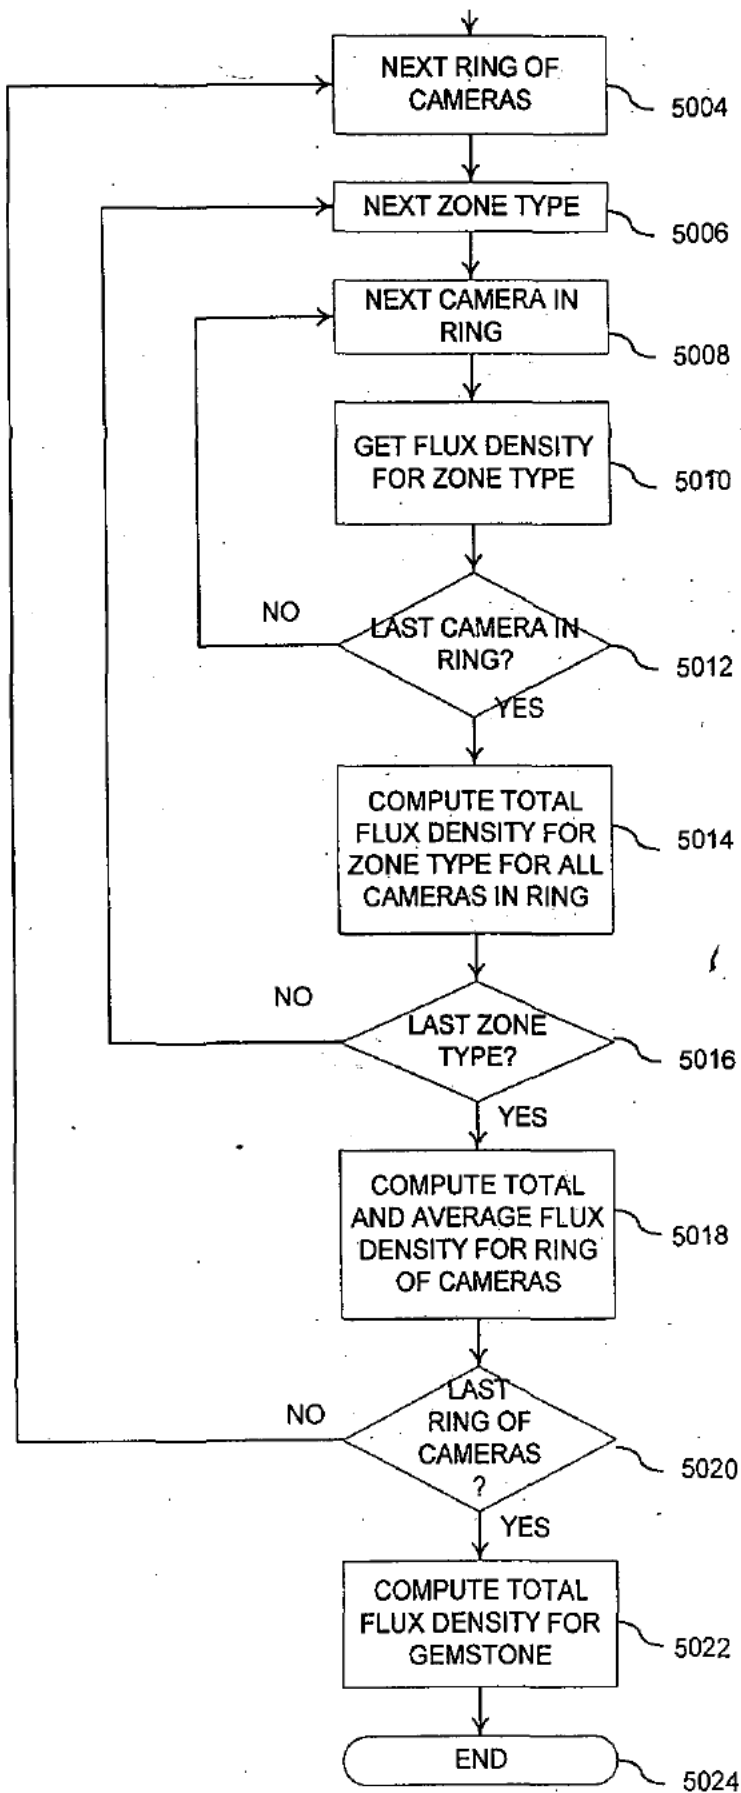 NEXT RING OF
CAMERAS
5004
NEXT ZONE TYPE
5006
NEXT CAMERA IN
RING
5008
GET FLUX DENSITY
FOR ZONE TYPE
5010
NO
LAST CAMERA IN
RING?
5012
YES
COMPUTE TOTAL
FLUX DENSITY FOR
ZONE TYPE FOR ALL
CAMERAS IN RING
5014
NO
LAST ZONE
TYPE?
5016
YES
COMPUTE TOTAL
AND AVERAGE FLUX
DENSITY FOR RING
OF CAMERAS
5018
NO
LAST
RING OF
CAMERAS
?
5020
YES
COMPUTE TOTAL
FLUX DENSITY FOR
GEMSTONE
5022
END
5024